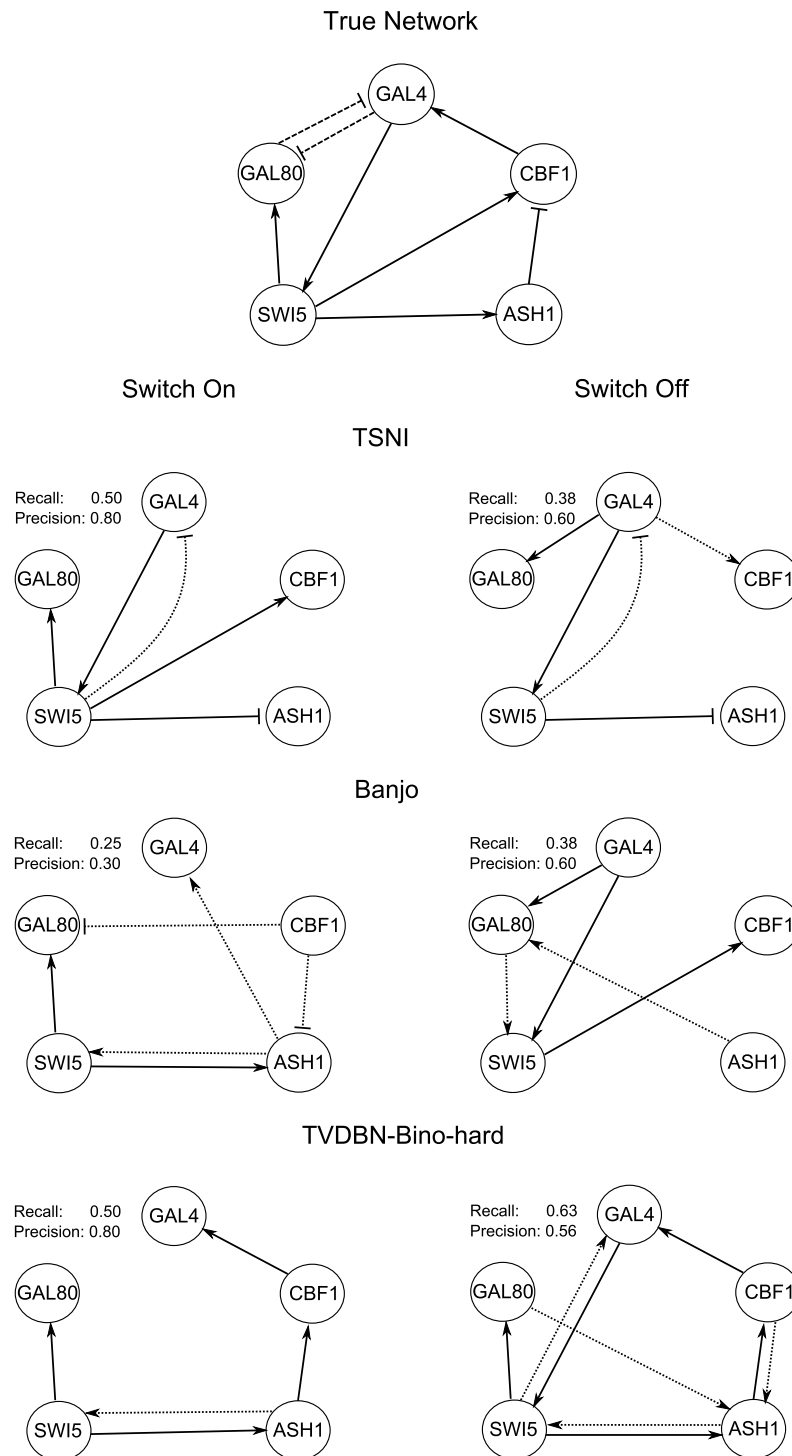 True Network
GAL4
GAL80
CBF1
SWI5
ASH1
Switch On
Switch Off
TSNI
Recall: 0.50
Precision: 0.80
GAL4
GAL80
CBF1
SWI5
ASH1
Recall: 0.38
Precision: 0.60
GAL4
GAL80
CBF1
SWI5
ASH1
Banjo
Recall: 0.25
Precision: 0.30
GAL4
GAL80
CBF1
SWI5
ASH1
Recall: 0.38
Precision: 0.60
GAL4
GAL80
CBF1
SWI5
ASH1
TVDBN-Bino-hard
Recall: 0.50
Precision: 0.80
GAL4
GAL80
CBF1
SWI5
ASH1
Recall: 0.63
Precision: 0.56
GAL4
GAL80
CBF1
SWI5
ASH1